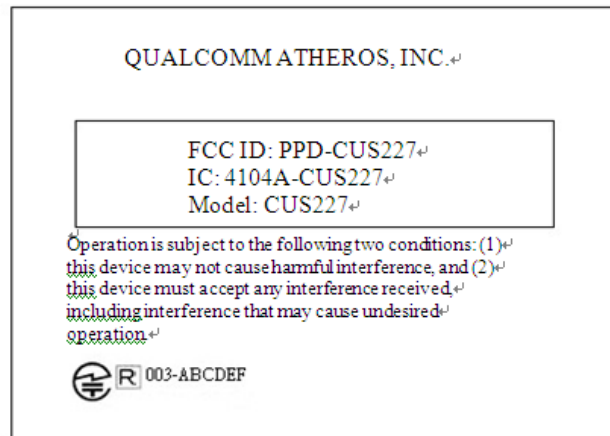 QUALCOMM ATHEROS, INC.
FCC ID: PPD-CUS227
IC: 4104A-CUS227
Model: CUS227
Operation is subject to the following two conditions: (1)
this device may not cause harmful interference, and (2)
this device must accept any interference received,
including interference that may cause undesired
operation.
R 003-ABCDEF